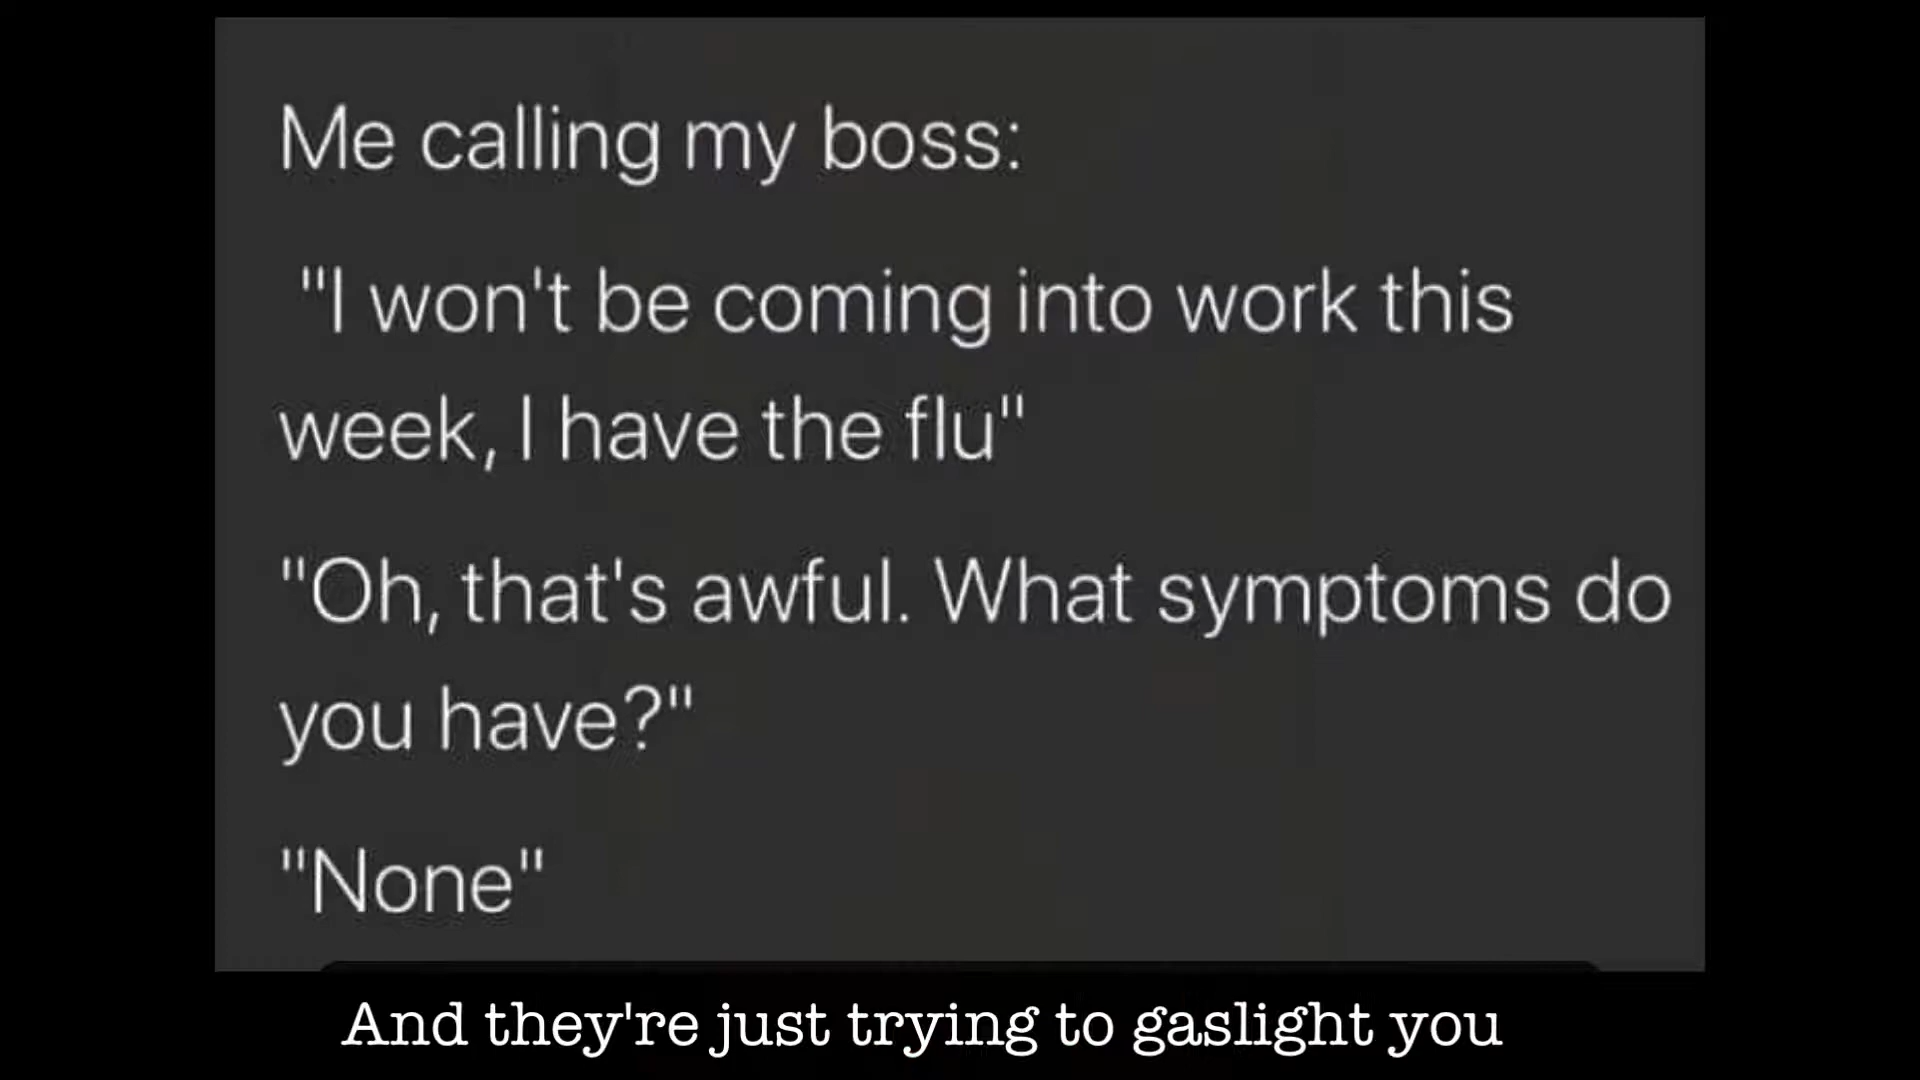 Me calling my boss:
"I won't be coming into work this
week, I have the flu"
"Oh, that's awful. What symptoms do
you have?"
"None"
And they're just trying to gaslight you